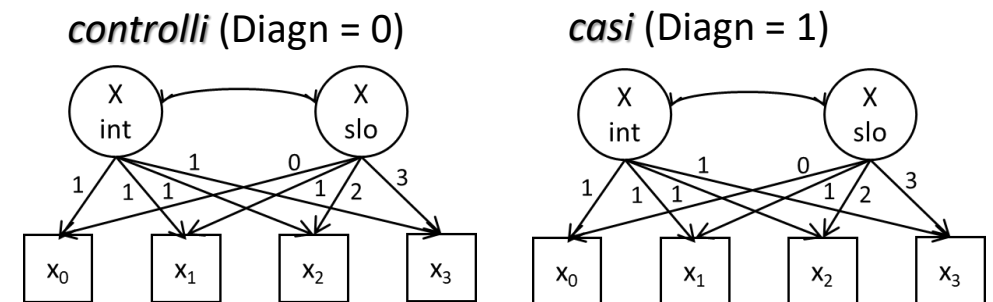 controlli (Diagn = 0)
X
int
X
slo
1
1
1
1
0
1
2
3
x₀
x₁
x₂
x₃
casi (Diagn = 1)
X
int
X
slo
1
1
1
1
0
1
2
3
x₀
x₁
x₂
x₃